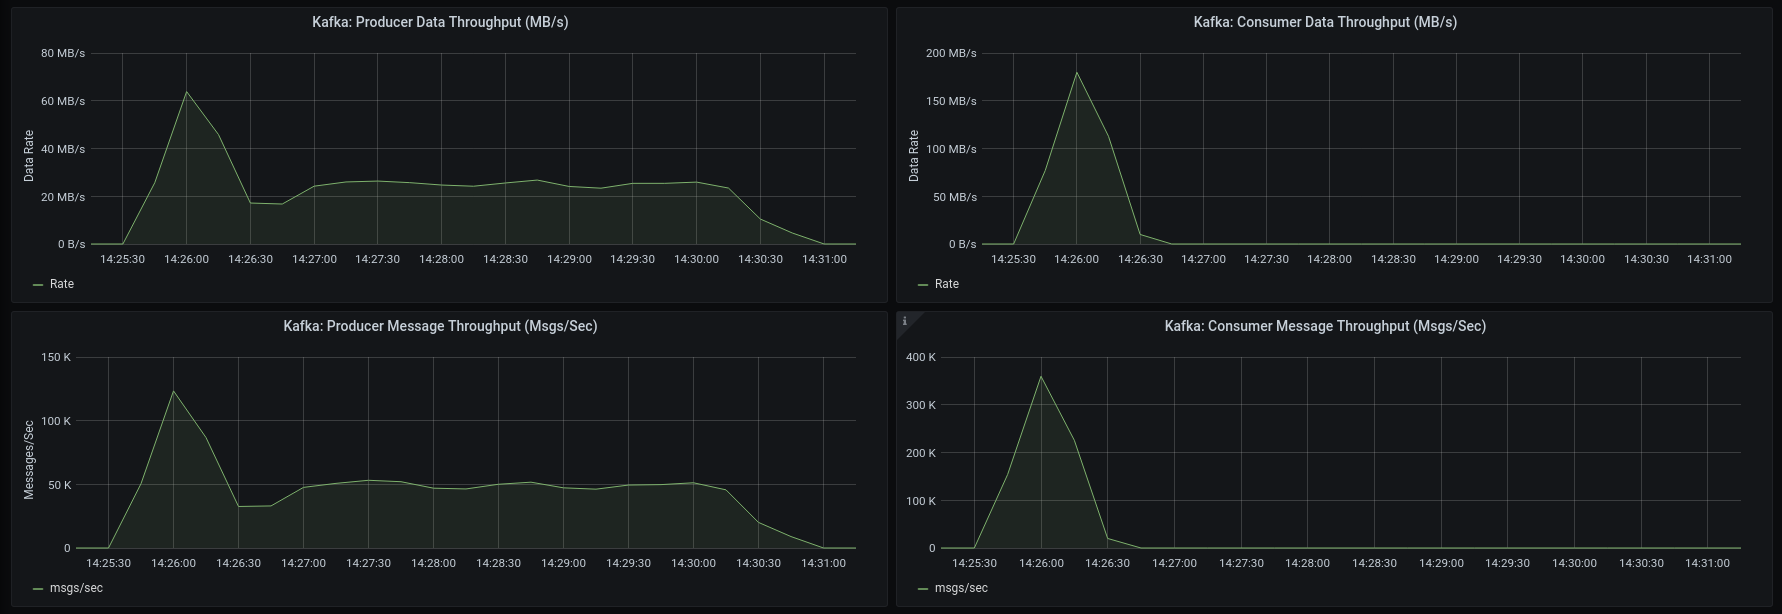 Kafka: Producer Data Throughput (MB/s)
80 MB/s
60 MB/s
40 MB/s
20 MB/s
0 B/s
Data Rate
14:25:30 14:26:00 14:26:30 14:27:00 14:27:30 14:28:00 14:28:30 14:29:00 14:29:30 14:30:00 14:30:30 14:31:00
Rate
Kafka: Consumer Data Throughput (MB/s)
200 MB/s
150 MB/s
100 MB/s
50 MB/s
0 B/s
Data Rate
14:25:30 14:26:00 14:26:30 14:27:00 14:27:30 14:28:00 14:28:30 14:29:00 14:29:30 14:30:00 14:30:30 14:31:00
Rate
Kafka: Producer Message Throughput (Msgs/Sec)
150 K
100 K
50 K
0
Messages/Sec
14:25:30 14:26:00 14:26:30 14:27:00 14:27:30 14:28:00 14:28:30 14:29:00 14:29:30 14:30:00 14:30:30 14:31:00
msgs/sec
i
Kafka: Consumer Message Throughput (Msgs/Sec)
400 K
300 K
200 K
100 K
0
14:25:30 14:26:00 14:26:30 14:27:00 14:27:30 14:28:00 14:28:30 14:29:00 14:29:30 14:30:00 14:30:30 14:31:00
msgs/sec